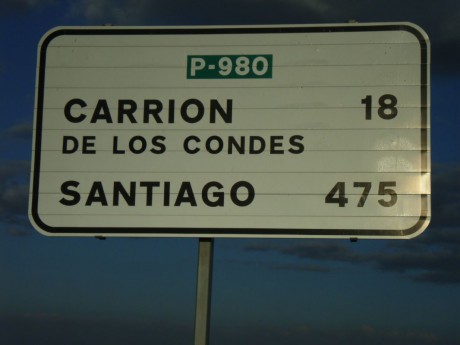 P-980
CARRION 18
DE LOS CONDES
SANTIAGO 475